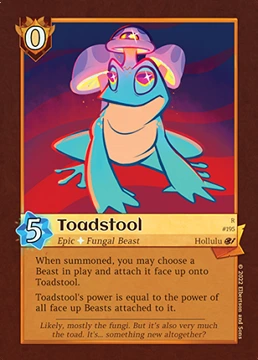 0
5
Toadstool
R
#195
Epic Fungal Beast
Hollulu
When summoned, you may choose a
Beast in play and attach it face up onto
Toadstool.
Toadstool's power is equal to the power of
all face up Beasts attached to it.
Likely, mostly the fungi. But it's also very much
the toad. It's... something new altogether?
© 2022 Elbertson and Sons